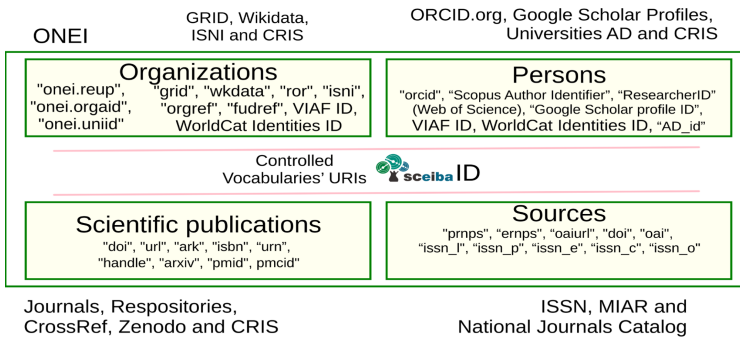 ONEI
GRID, Wikidata,
ISNI and CRIS
ORCID.org, Google Scholar Profiles,
Universities AD and CRIS
Organizations
"onei.reup",
"onei.orgaid",
"onei.uniid"
"grid", "wkdata", "ror", "isni",
"orgref", "fudref", VIAF ID,
WorldCat Identities ID
Persons
"orcid", “Scopus Author Identifier”, “ResearcherID”
(Web of Science), “Google Scholar profile ID”,
VIAF ID, WorldCat Identities ID, “AD_id”
Controlled
Vocabularies’ URIs
sceiba ID
Scientific publications
"doi", "url", "ark", "isbn", "urn”,
"handle", "arxiv", "pmid", pmcid"
Sources
"prnps", "ernps", “oaiurl", "doi", "oai",
“issn_l", "issn_p", "issn_e", "issn_c", "issn_o"
Journals, Respositories,
CrossRef, Zenodo and CRIS
ISSN, MIAR and
National Journals Catalog